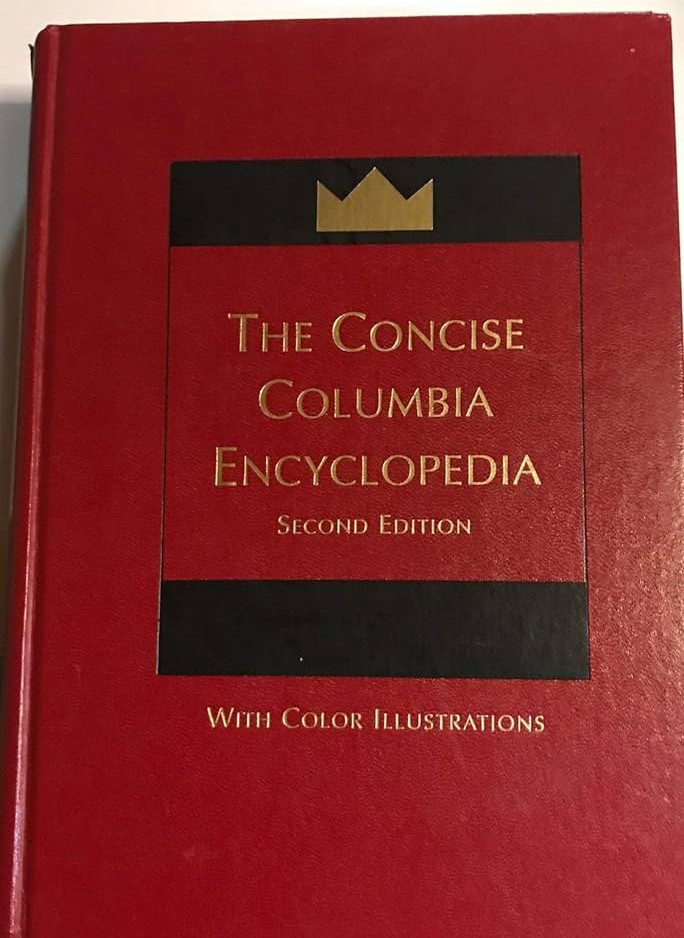 The Concise
Columbia
Encyclopedia
Second Edition
With Color Illustrations